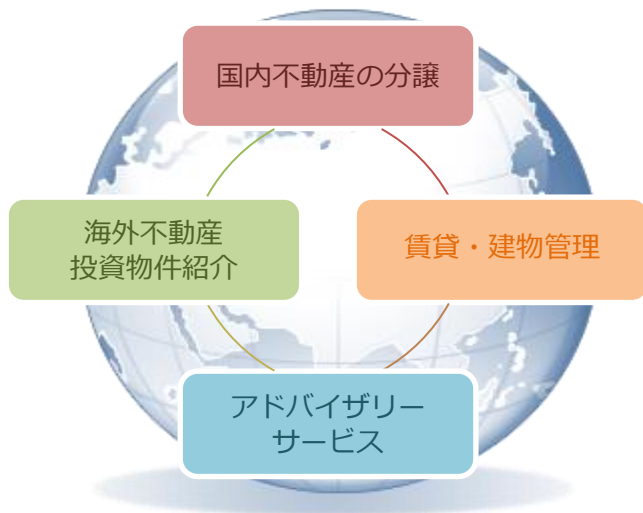 国内不動産の分譲
海外不動産
投資物件紹介
賃貸・建物管理
アドバイザリー
サービス